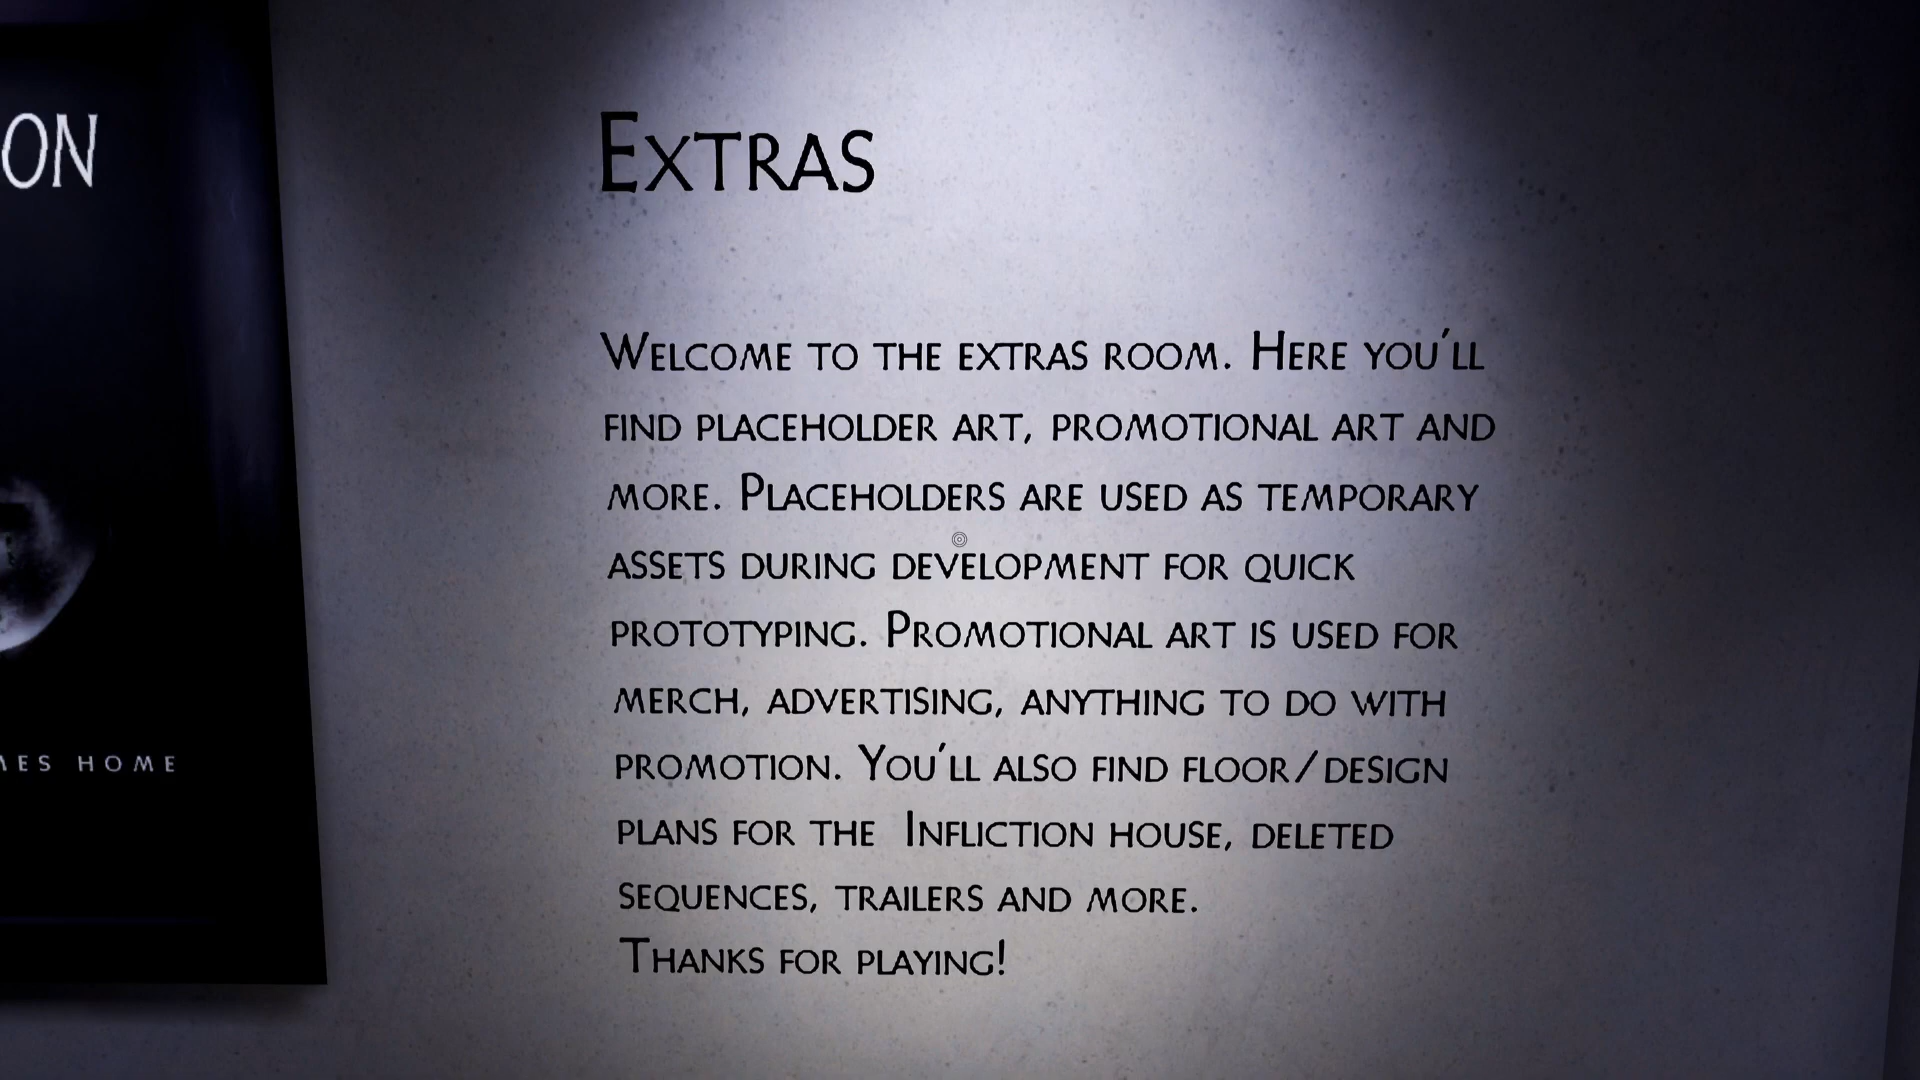 ON
MES HOME
Extras
Welcome to the extras room. Here you'll
find placeholder art, promotional art and
more. Placeholders are used as temporary
assets during development for quick
prototyping. Promotional art is used for
merch, advertising, anything to do with
promotion. You'll also find floor/design
plans for the Infliction house, deleted
sequences, trailers and more.
Thanks for playing!